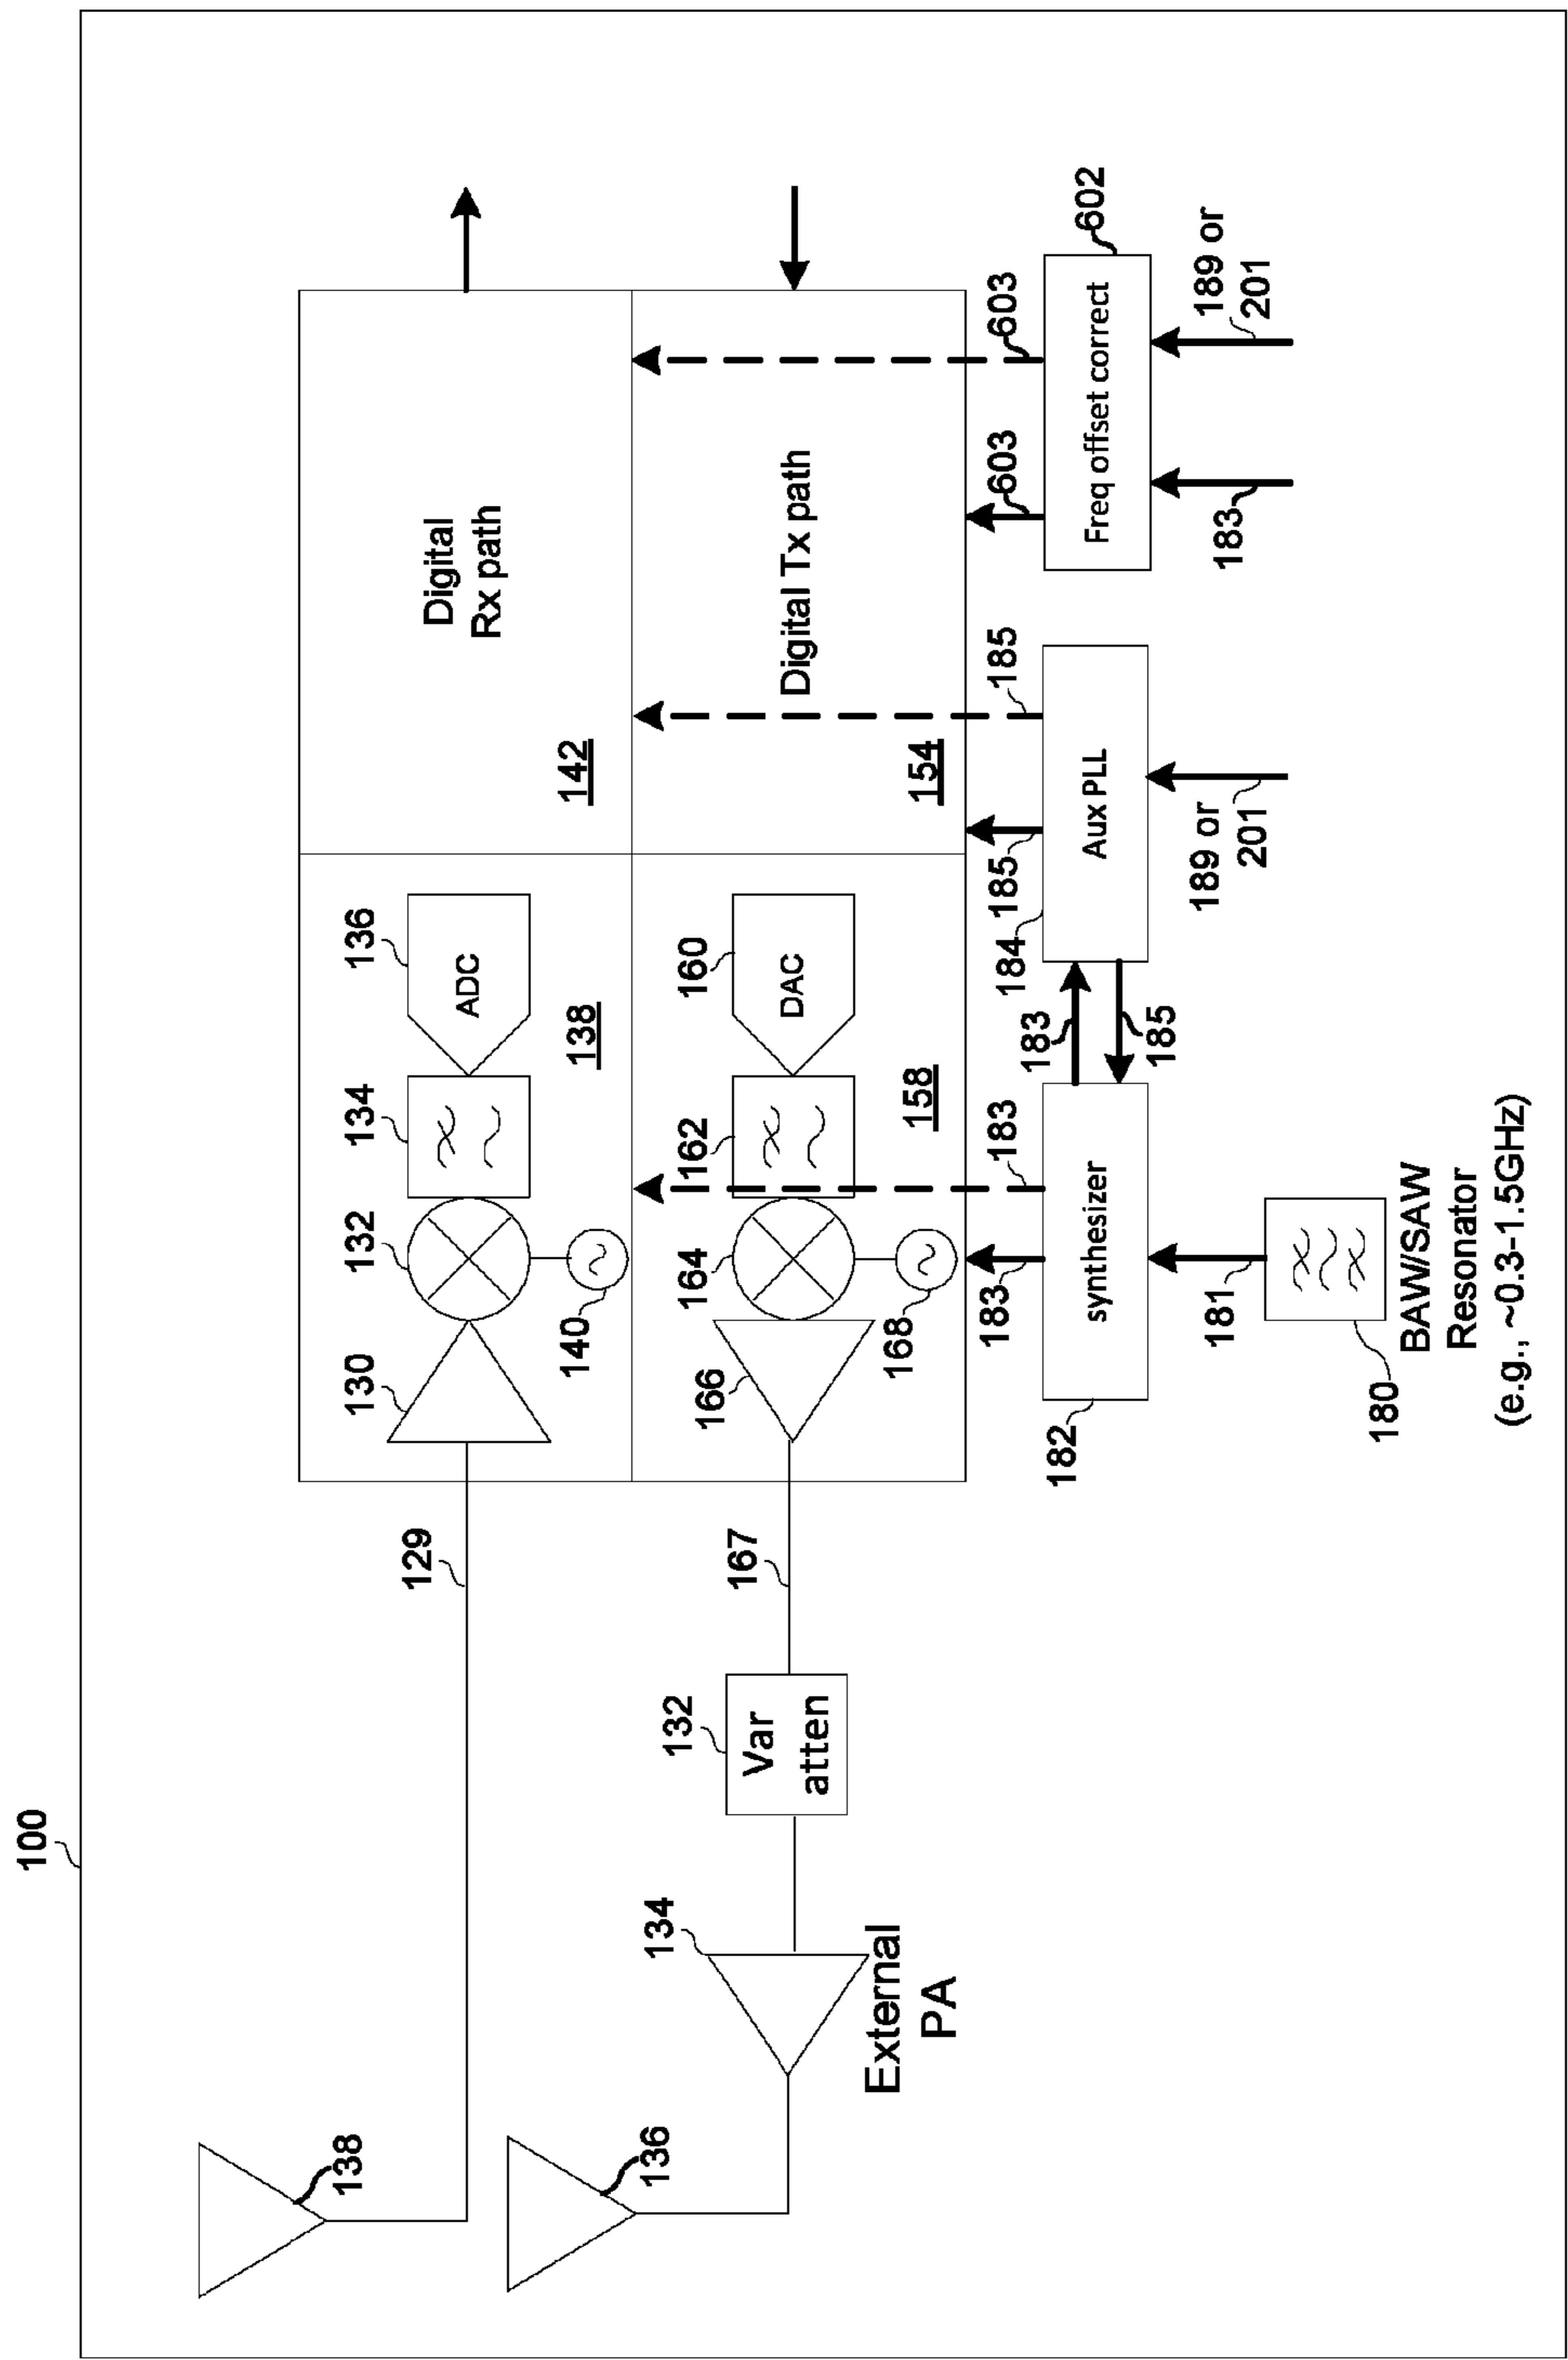 100
138
129
130
132
140
134
136
ADC
138
142
Digital
Rx path
136
134
External
PA
132
Var
atten
167
166
164
168
162
160
DAC
158
154
Digital Tx path
183
183
185
185
603
603
182
synthesizer
183
185
184
Aux PLL
Freq offset correct
602
181
180
BAW/SAW
Resonator
(e.g., ~0.3-1.5GHz)
189 or
201
183
189 or
201